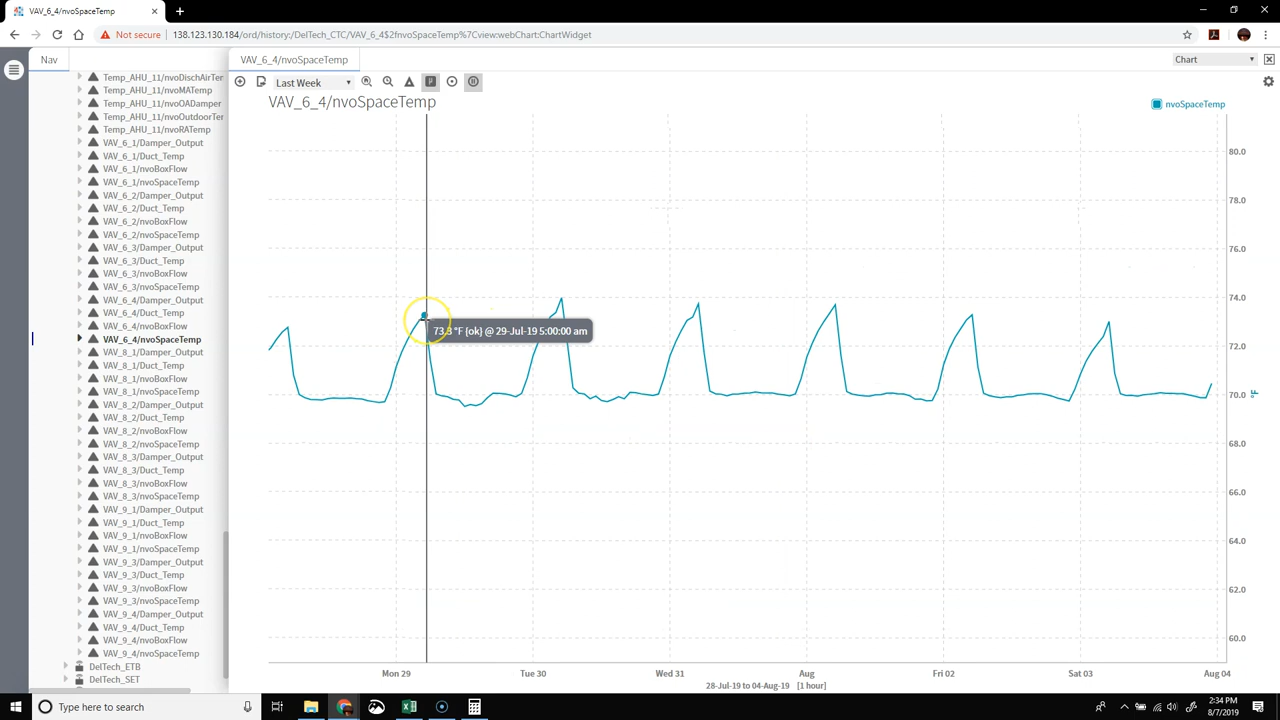 VAV_6_4/nvoSpaceTemp
Not secure
138.123.130.184/ord/history:/DelTech_CTC/VAV_6_4$2fnvoSpaceTemp%7Cview:webChart:ChartWidget
Nav
VAV_6_4/nvoSpaceTemp
Chart
Last Week
Temp_AHU_11/nvoDischAirTer
Temp_AHU_11/nvoMATemp
Temp_AHU_11/nvoOADamper
Temp_AHU_11/nvoOutdoorTer
Temp_AHU_11/nvoRATemp
VAV_6_1/Damper_Output
VAV_6_1/Duct_Temp
VAV_6_1/nvoBoxFlow
VAV_6_1/nvoSpaceTemp
VAV_6_2/Damper_Output
VAV_6_2/Duct_Temp
VAV_6_2/nvoBoxFlow
VAV_6_2/nvoSpaceTemp
VAV_6_3/Damper_Output
VAV_6_3/Duct_Temp
VAV_6_3/nvoBoxFlow
VAV_6_3/nvoSpaceTemp
VAV_6_4/Damper_Output
VAV_6_4/Duct_Temp
VAV_6_4/nvoBoxFlow
VAV_6_4/nvoSpaceTemp
VAV_8_1/Damper_Output
VAV_8_1/Duct_Temp
VAV_8_1/nvoBoxFlow
VAV_8_1/nvoSpaceTemp
VAV_8_2/Damper_Output
VAV_8_2/Duct_Temp
VAV_8_2/nvoBoxFlow
VAV_8_2/nvoSpaceTemp
VAV_8_3/Damper_Output
VAV_8_3/Duct_Temp
VAV_8_3/nvoBoxFlow
VAV_8_3/nvoSpaceTemp
VAV_9_1/Damper_Output
VAV_9_1/Duct_Temp
VAV_9_1/nvoBoxFlow
VAV_9_1/nvoSpaceTemp
VAV_9_3/Damper_Output
VAV_9_3/Duct_Temp
VAV_9_3/nvoBoxFlow
VAV_9_3/nvoSpaceTemp
VAV_9_4/Damper_Output
VAV_9_4/Duct_Temp
VAV_9_4/nvoBoxFlow
VAV_9_4/nvoSpaceTemp
DelTech_ETB
DelTech_SET
VAV_6_4/nvoSpaceTemp
nvoSpaceTemp
80.0
78.0
76.0
74.0
72.0
70.0
°F
68.0
66.0
64.0
62.0
60.0
73.3 °F {ok} @ 29-Jul-19 5:00:00 am
Mon 29
Tue 30
Wed 31
Aug
Fri 02
Sat 03
Aug 04
28-Jul-19 to 04-Aug-19 [1 hour]
Type here to search
2:34 PM
8/7/2019